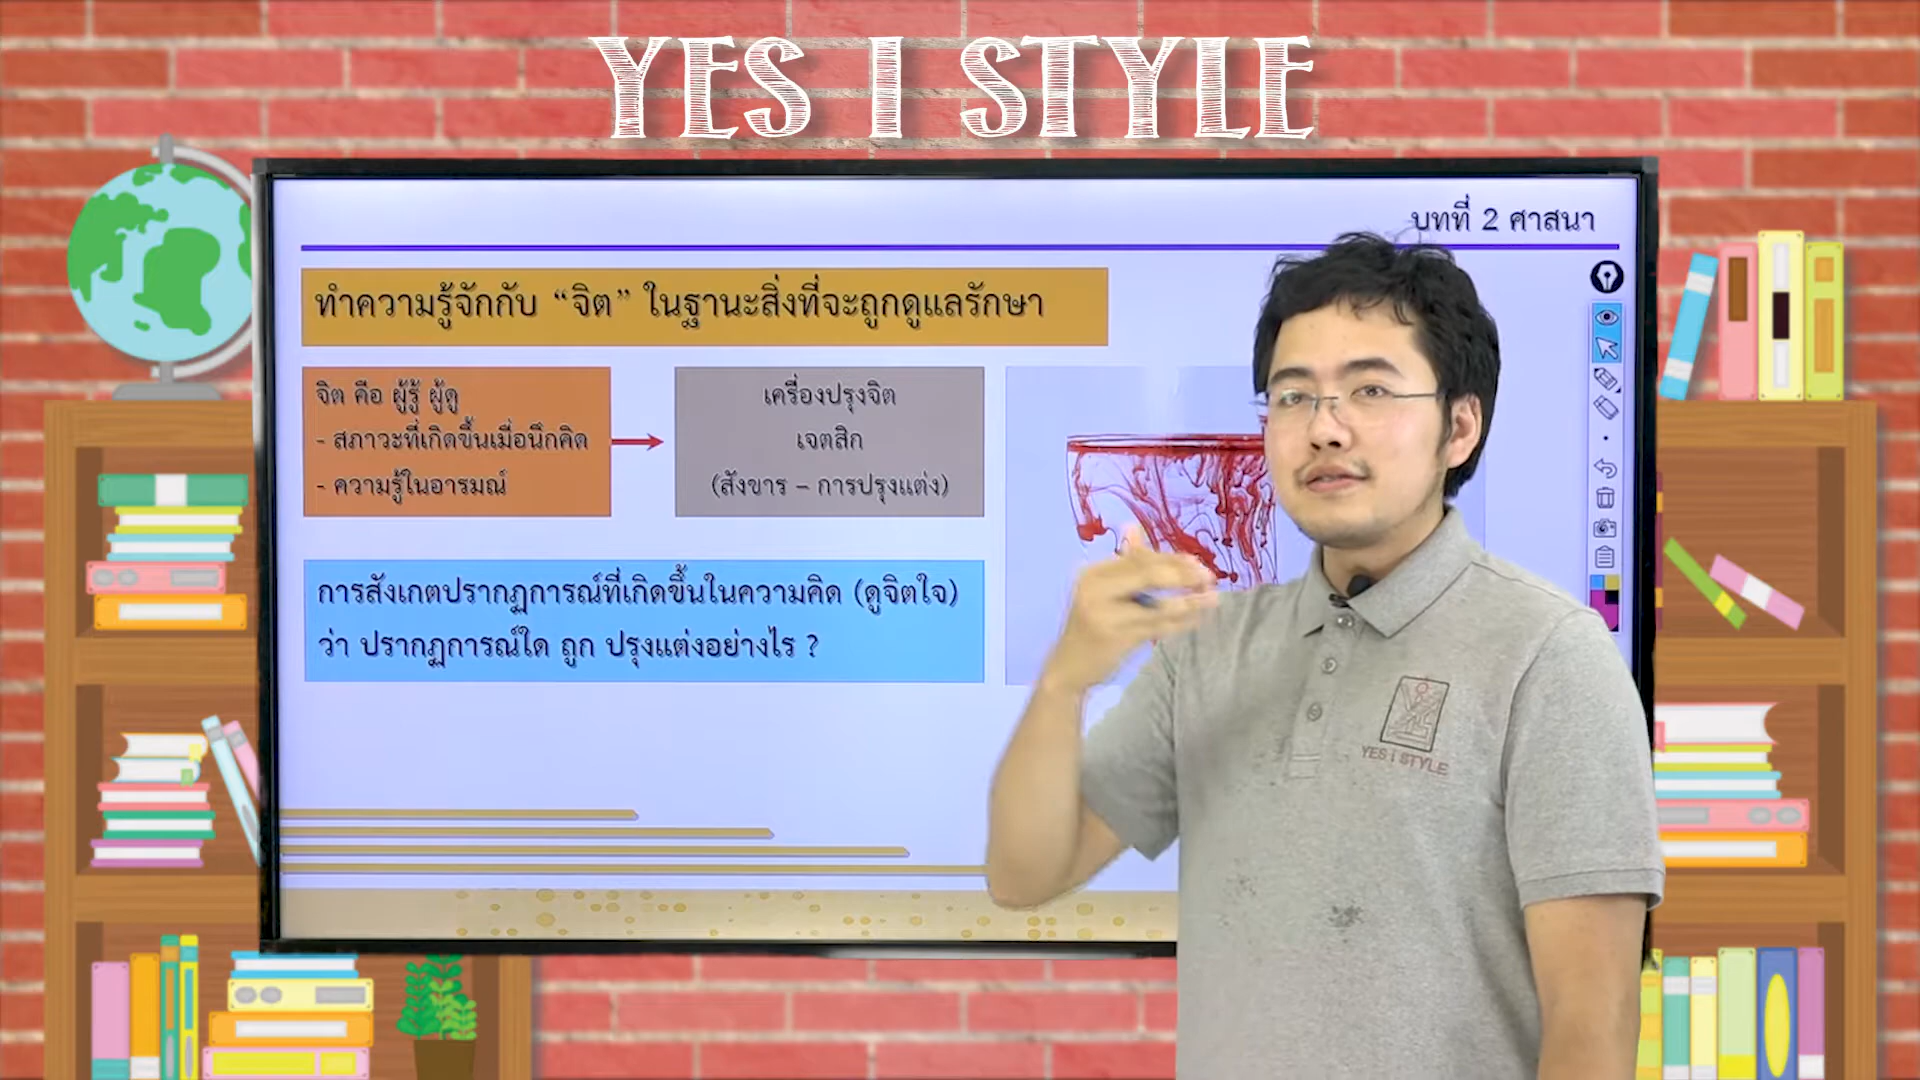 YES I STYLE
บทที่ 2 ศาสนา
ทำความรู้จักกับ “จิต” ในฐานะสิ่งที่จะถูกดูแลรักษา
จิต คือ ผู้รู้ ผู้ดู
- สภาวะที่เกิดขึ้นเมื่อนึกคิด
- ความรู้ในอารมณ์
เครื่องปรุงจิต
เจตสิก
(สังขาร – การปรุงแต่ง)
การสังเกตปรากฏการณ์ที่เกิดขึ้นในความคิด (ดูจิตใจ)
ว่า ปรากฏการณ์ใด ถูก ปรุงแต่งอย่างไร ?
YES I STYLE